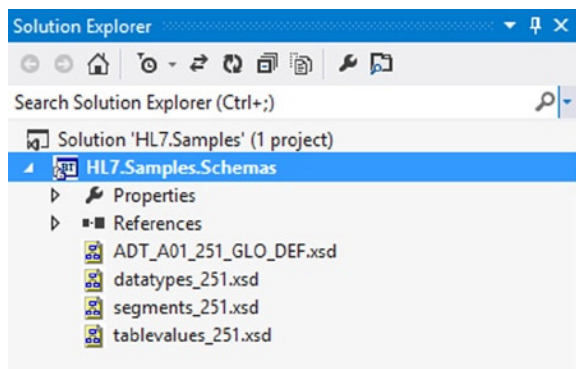 Solution Explorer
Search Solution Explorer (Ctrl+;)
Solution 'HL7.Samples' (1 project)
HL7.Samples.Schemas
Properties
References
ADT_A01_251_GLO_DEF.xsd
datatypes_251.xsd
segments_251.xsd
tablevalues_251.xsd